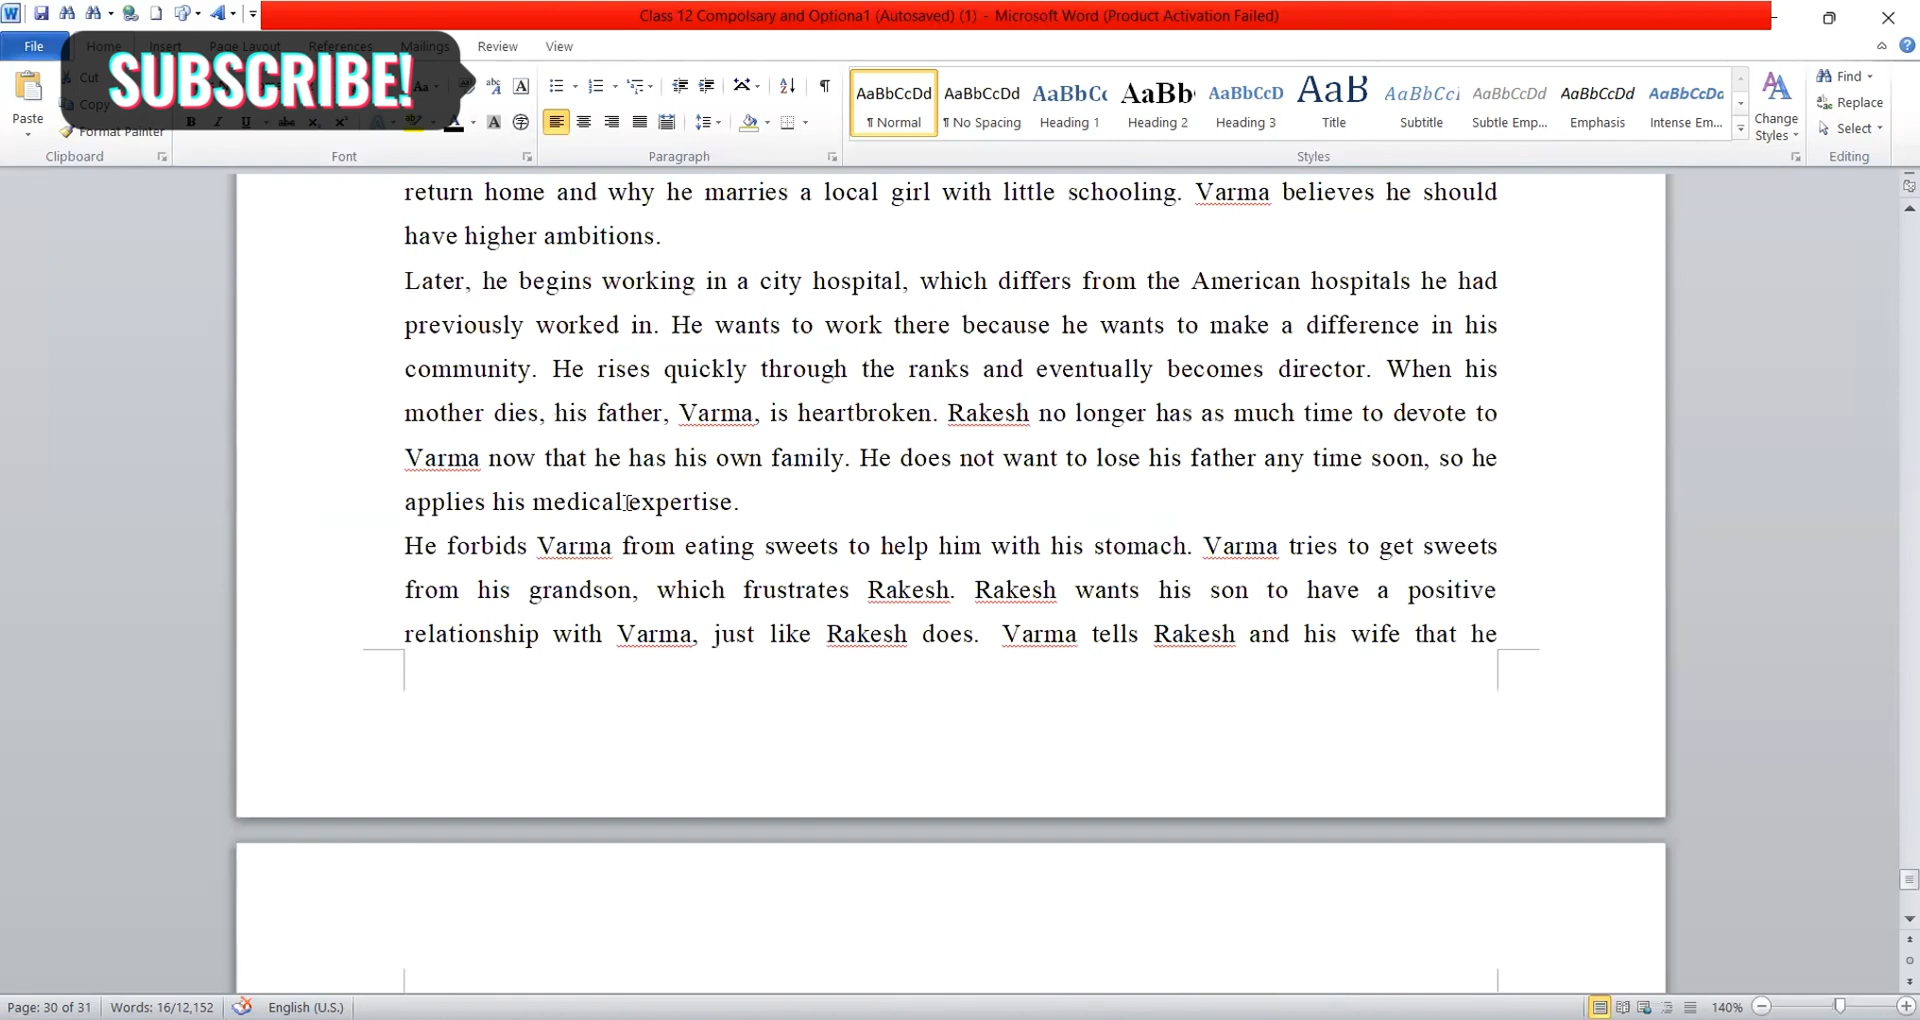 Class 12 Compolsary and Optiona1 (Autosaved) (1) - Microsoft Word (Product Activation Failed)
File Home Insert Page Layout References Mailings Review View
SUBSCRIBE!
Paste
Cut
Copy
Format Painter
Clipboard
Font
Paragraph
AaBbCcDd AaBbCcDd AaBbCc AaBb AaBbCcD AaB AaBbCcl AaBbCcDd AaBbCcDd AaBbCcDd
¶ Normal ¶ No Spacing Heading 1 Heading 2 Heading 3 Title Subtitle Subtle Emp... Emphasis Intense Em...
Change
Styles
Styles
Find
Replace
Select
Editing
return home and why he marries a local girl with little schooling. Varma believes he should
have higher ambitions.
Later, he begins working in a city hospital, which differs from the American hospitals he had
previously worked in. He wants to work there because he wants to make a difference in his
community. He rises quickly through the ranks and eventually becomes director. When his
mother dies, his father, Varma, is heartbroken. Rakesh no longer has as much time to devote to
Varma now that he has his own family. He does not want to lose his father any time soon, so he
applies his medical expertise.
He forbids Varma from eating sweets to help him with his stomach. Varma tries to get sweets
from his grandson, which frustrates Rakesh. Rakesh wants his son to have a positive
relationship with Varma, just like Rakesh does. Varma tells Rakesh and his wife that he
Page: 30 of 31 Words: 16/12,152 English (U.S.) 140%